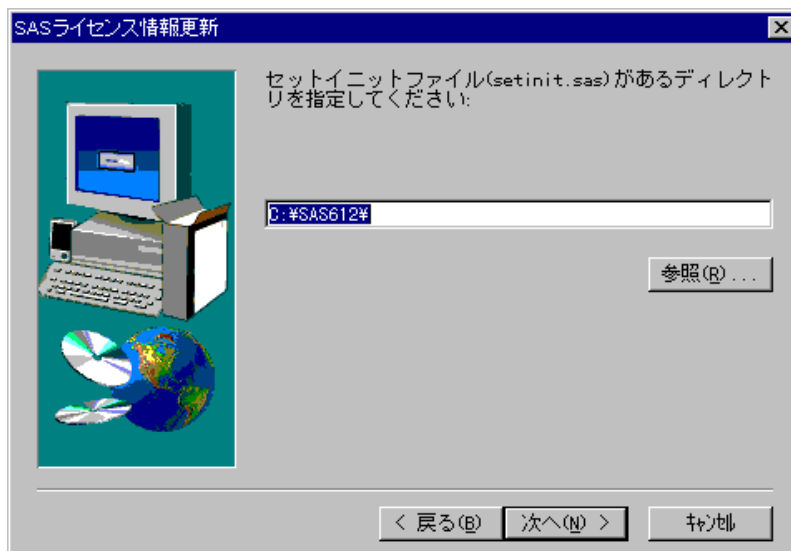 SASライセンス情報更新
セットイニットファイル(setinit.sas)があるディレクト
リを指定してください:
C:¥SAS612¥
参照(R)...
< 戻る(B)
次へ(N) >
ｷｬﾝｾﾙ